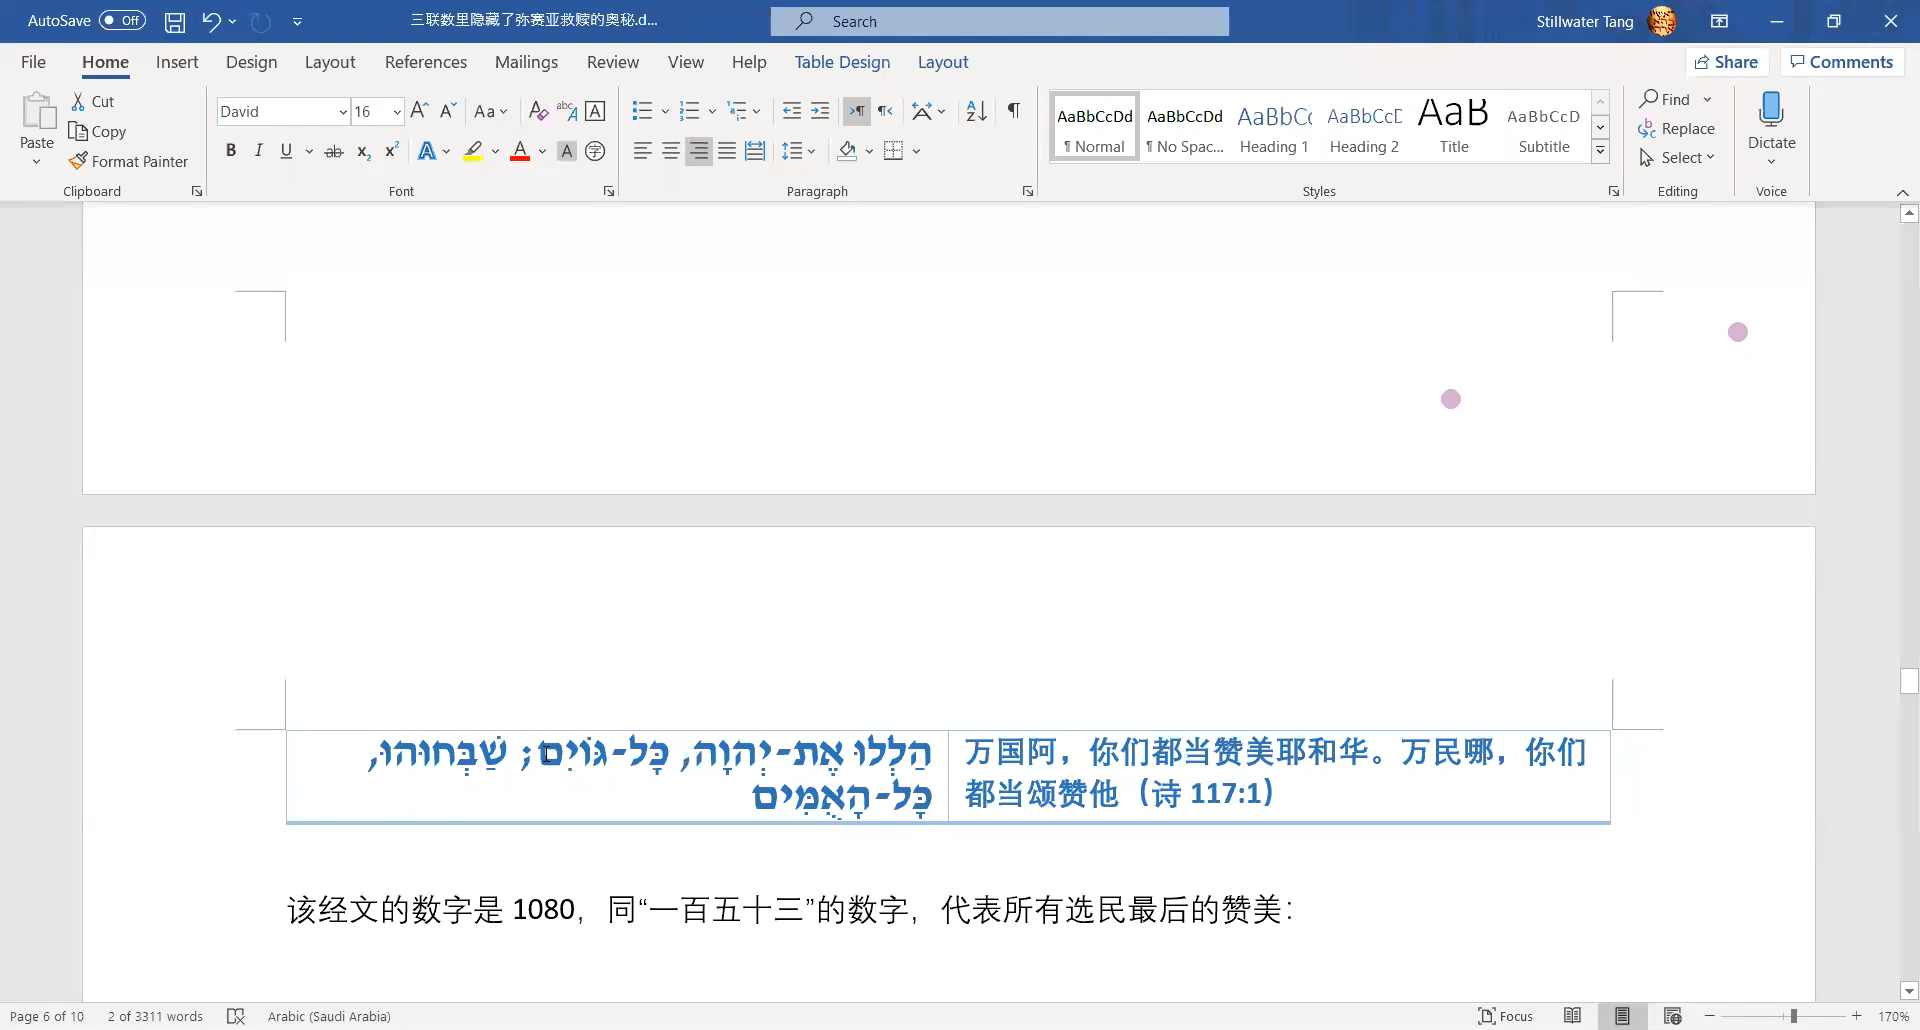 AutoSave Off 三联数里隐藏了弥赛亚救赎的奥秘.d... Search Stillwater Tang
File Home Insert Design Layout References Mailings Review View Help Table Design Layout Share Comments
Paste Cut Copy Format Painter
Clipboard
David 16
Font
Paragraph
AaBbCcDd AaBbCcDd AaBbCc AaBbCcD AaB AaBbCcD
¶ Normal ¶ No Spac... Heading 1 Heading 2 Title Subtitle
Styles
Find
Replace
Select
Editing
Dictate
Voice
הַלְלוּ אֶת-יְהוָה, כָּל-גּוֹיִם; שַׁבְּחוּהוּ,
כָּל-הָאֻמִּים
万国阿，你们都当赞美耶和华。万民哪，你们
都当颂赞他（诗 117:1）
该经文的数字是 1080，同“一百五十三”的数字，代表所有选民最后的赞美：
Page 6 of 10 2 of 3311 words Arabic (Saudi Arabia) Focus 170%